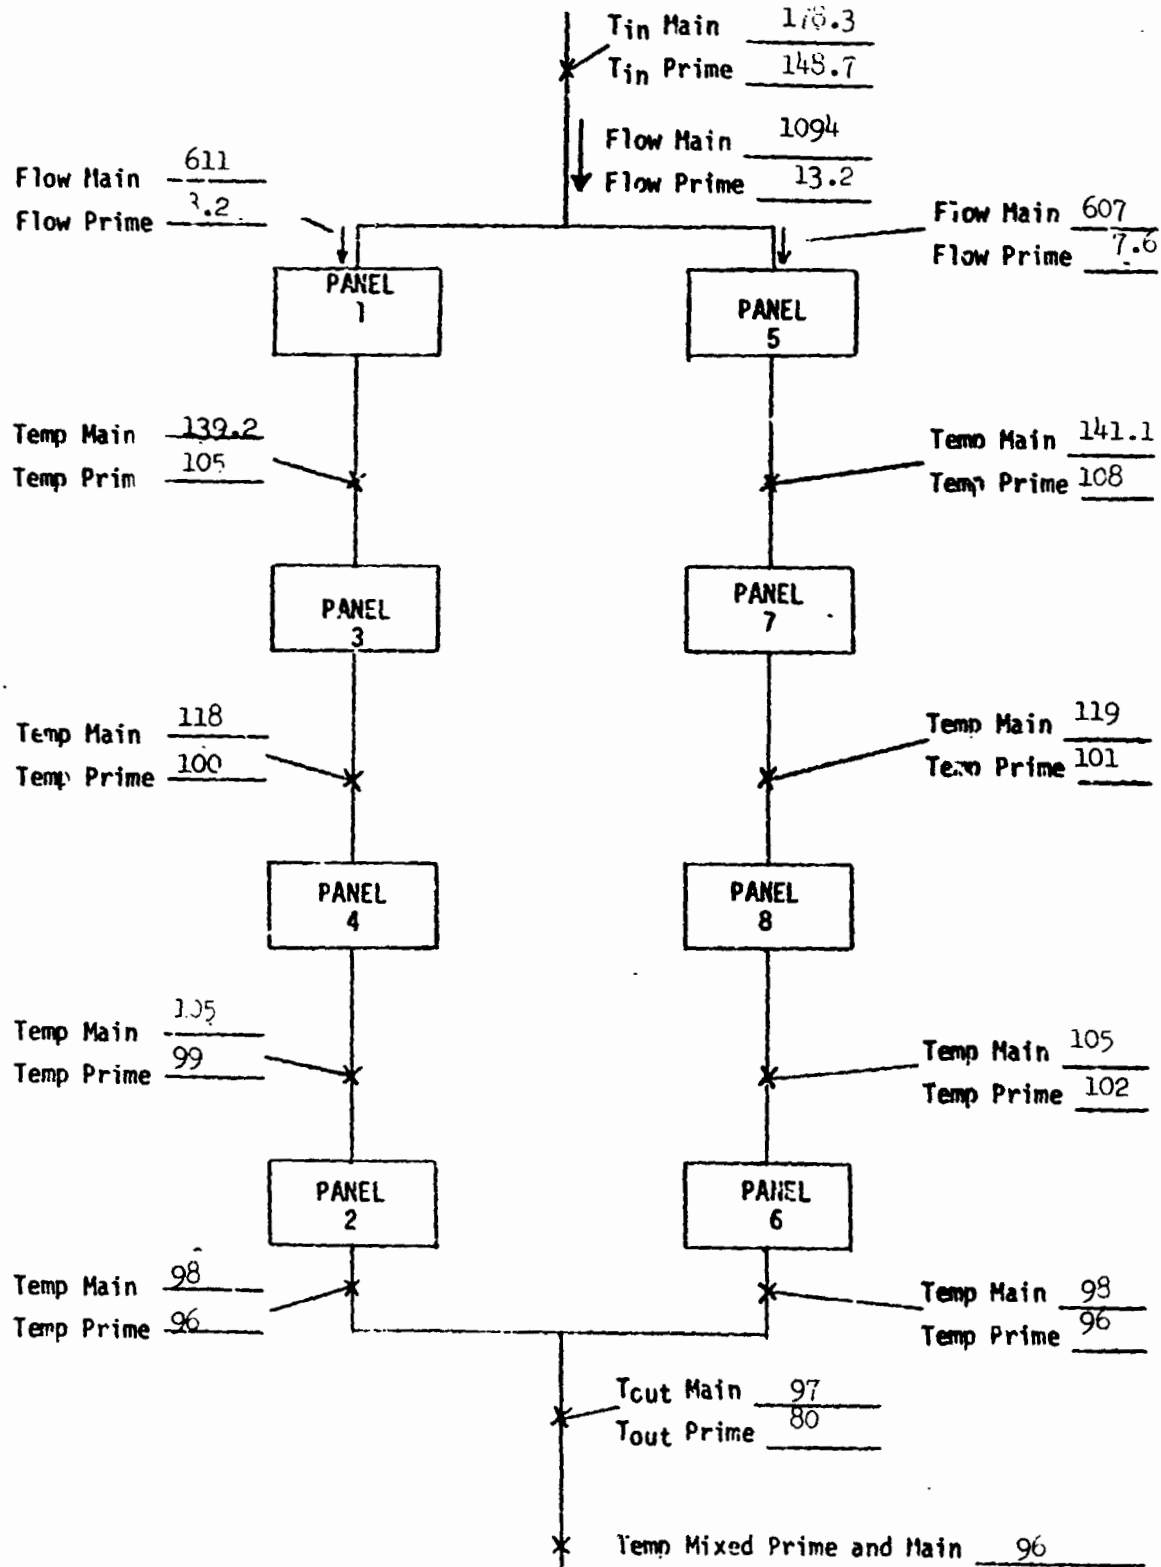 Tin Main 178.3
Tin Prime 148.7
Flow Main 1094
Flow Prime 13.2
Flow Main 611
Flow Prime .2
Flow Main 607
Flow Prime 7.6
PANEL
1
PANEL
5
Temp Main 139.2
Temp Prim 105
Temp Main 141.1
Temp Prime 108
PANEL
3
PANEL
7
Temp Main 118
Temp Prime 100
Temp Main 119
Temp Prime 101
PANEL
4
PANEL
8
Temp Main 105
Temp Prime 99
Temp Main 105
Temp Prime 102
PANEL
2
PANEL
6
Temp Main 98
Temp Prime 96
Temp Main 98
Temp Prime 96
Tout Main 97
Tout Prime 80
Temp Mixed Prime and Main 96